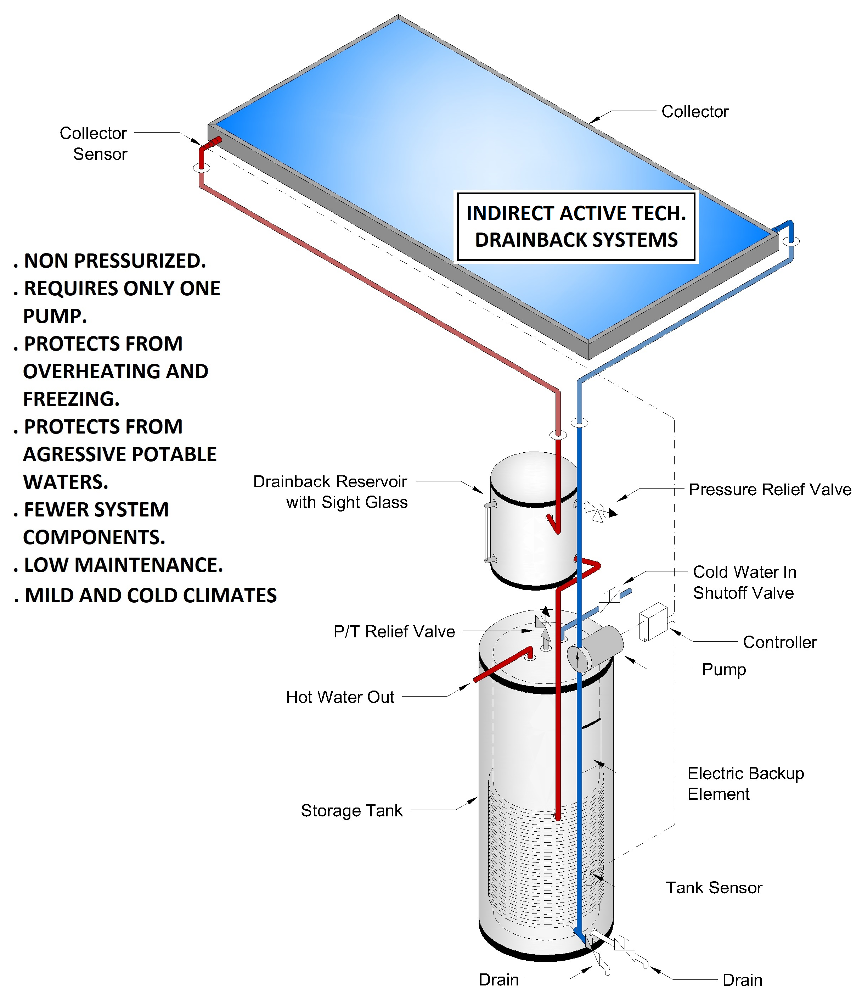 Collector
Collector
Sensor
INDIRECT ACTIVE TECH.
DRAINBACK SYSTEMS
. NON PRESSURIZED.
. REQUIRES ONLY ONE
PUMP.
. PROTECTS FROM
OVERHEATING AND
FREEZING.
. PROTECTS FROM
AGRESSIVE POTABLE
WATERS.
. FEWER SYSTEM
COMPONENTS.
. LOW MAINTENANCE.
. MILD AND COLD CLIMATES
Drainback Reservoir
with Sight Glass
Pressure Relief Valve
Cold Water In
Shutoff Valve
P/T Relief Valve
Controller
Pump
Hot Water Out
Electric Backup
Element
Storage Tank
Tank Sensor
Drain
Drain